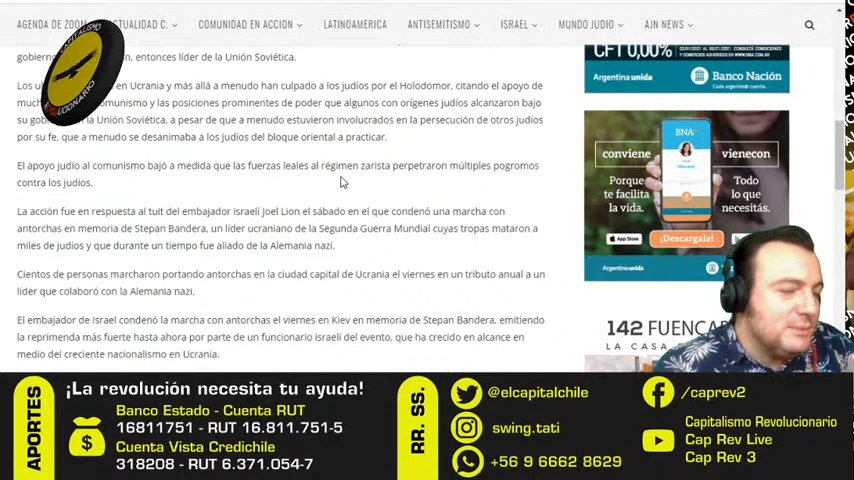 AGENDA DE ZOOM
ACTUALIDAD C.
COMUNIDAD EN ACCION
LATINOAMERICA
ANTISEMITISMO
ISRAEL
MUNDO JUDIO
AJN NEWS
entonces líder de la Unión Soviética.
en Ucrania y más allá a menudo han culpado a los judíos por el Holodomor, citando el apoyo de
y las posiciones prominentes de poder que algunos con orígenes judíos alcanzaron bajo
su la Unión Soviética, a pesar de que a menudo estuvieron involucrados en la persecución de otros judíos
por su fe, que a menudo se desanimaba a los judíos del bloque oriental a practicar.
El apoyo judío al comunismo bajó a medida que las fuerzas leales al régimen zarista perpetraron múltiples pogromos
contra los judíos.
La acción fue en respuesta al tuit del embajador israelí Joel Lion el sábado en el que condenó una marcha con
antorchas en memoria de Stepan Bandera, un líder ucraniano de la Segunda Guerra Mundial cuyas tropas mataron a
miles de judíos y que durante un tiempo fue aliado de la Alemania nazi.
Cientos de personas marcharon portando antorchas en la ciudad capital de Ucrania el viernes en un tributo anual a un
líder que colaboró con la Alemania nazi.
El embajador de Israel condenó la marcha con antorchas el viernes en Kiev en memoria de Stepan Bandera, emitiendo
la reprimenda más fuerte hasta ahora por parte de un funcionario israelí del evento, que ha crecido en alcance en
medio del creciente nacionalismo en Ucrania.
CAPITALISMO
CFT 0,00%
Argentina unida
Banco Nación
BNA
conviene
vienecon
Porque
te facilita
la vida.
Todo lo
que
necesitás.
App Store
¡Descargala!
Google Play
Argentina unida
142 FUENCAR
LA CASA
APORTES
¡La revolución necesita tu ayuda!
Banco Estado - Cuenta RUT
16811751 - RUT 16.811.751-5
Cuenta Vista Credichile
318208 - RUT 6.371.054-7
RR. SS.
@elcapitalchile
swing.tati
+56 9 6662 8629
/caprev2
Capitalismo Revolucionario
Cap Rev Live
Cap Rev 3